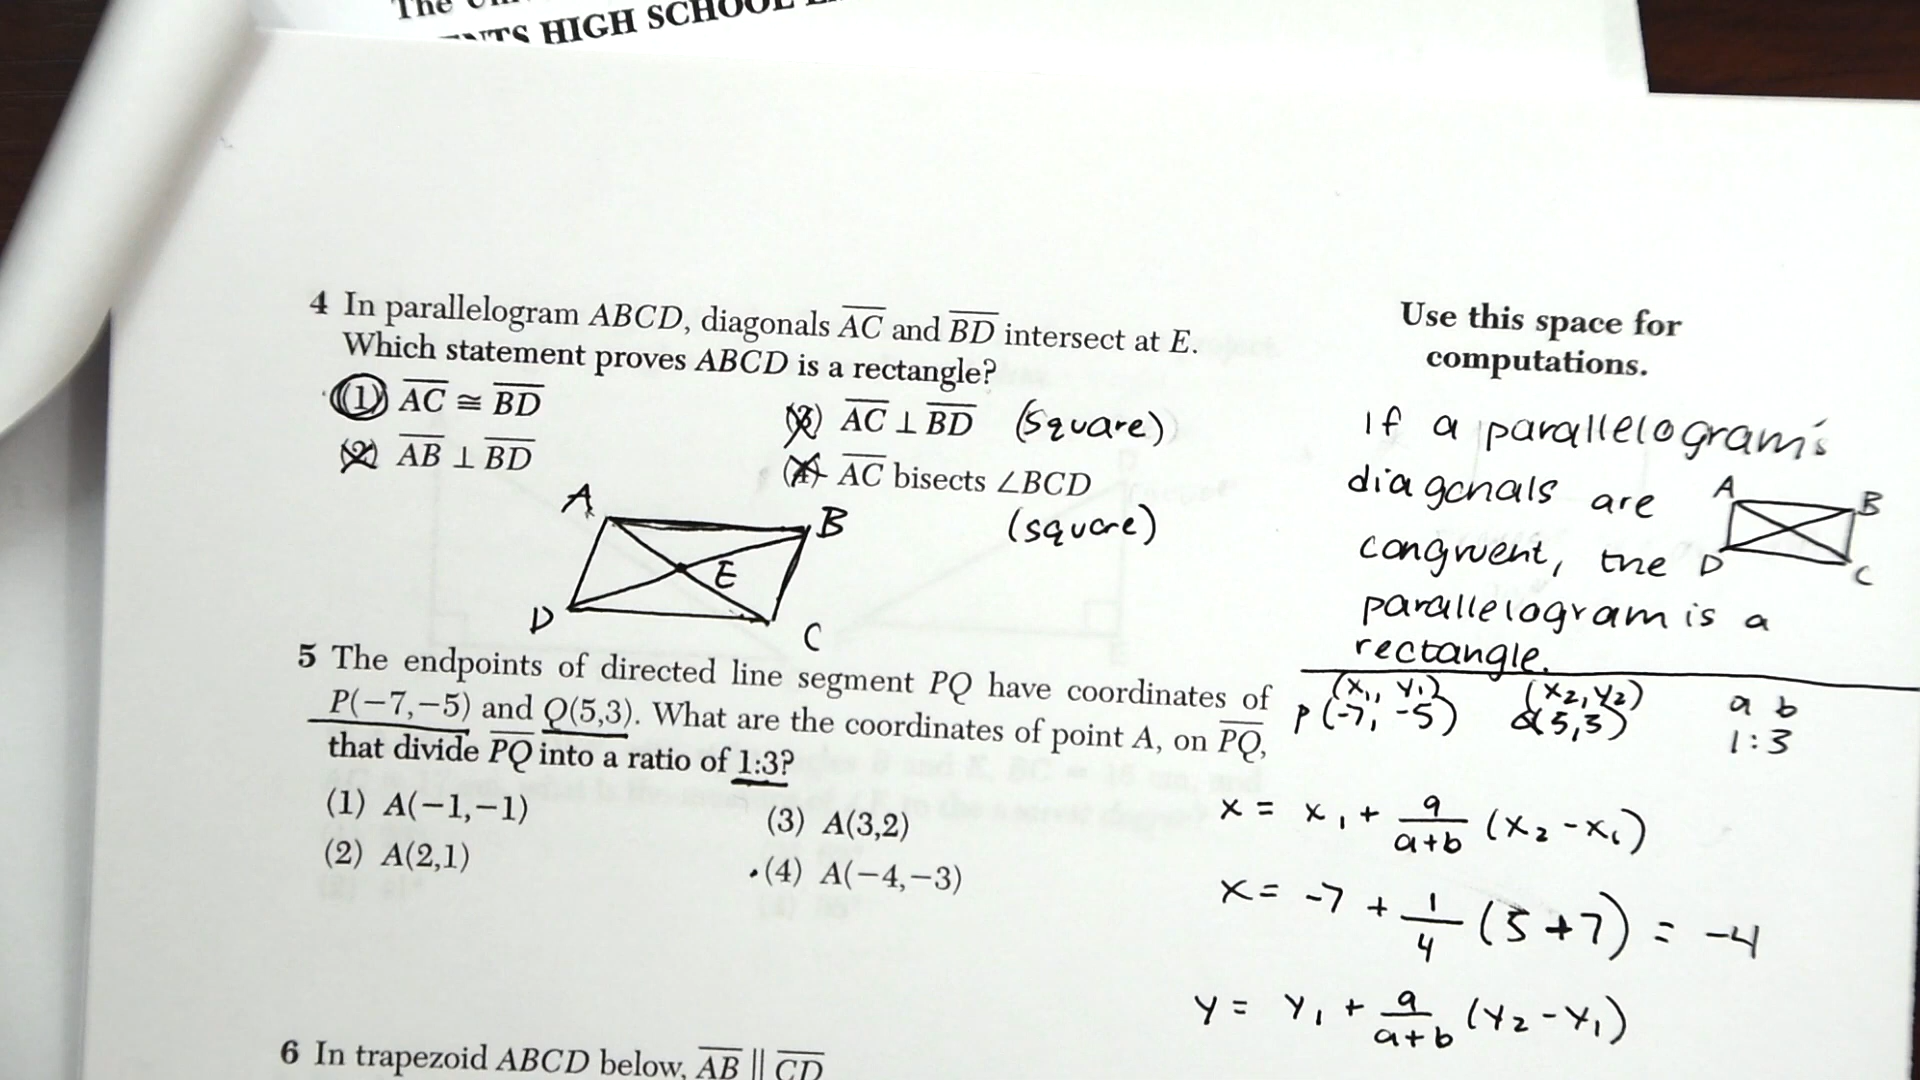 The
HIGH SCHOOL
4 In parallelogram ABCD, diagonals AC and BD intersect at E.
Which statement proves ABCD is a rectangle?
(1) AC ≅ BD
(2) AB ⊥ BD
(3) AC ⊥ BD (square)
(4) AC bisects ∠BCD
(square)
A
B
E
D
C
Use this space for
computations.
If a parallelogram's
diagonals are
congruent, the
parallelogram is a
rectangle.
A
B
D
C
5 The endpoints of directed line segment PQ have coordinates of
P(−7,−5) and Q(5,3). What are the coordinates of point A, on PQ,
that divide PQ into a ratio of 1:3?
(1) A(−1,−1)
(2) A(2,1)
(3) A(3,2)
(4) A(−4,−3)
(x₁, y₁) (x₂, y₂) a b
P(-7, -5) Q(5,3) 1:3
x = x₁ + a/(a+b) (x₂ - x₁)
x = -7 + 1/4 (5+7) = -4
y = y₁ + a/(a+b) (y₂ - y₁)
6 In trapezoid ABCD below, AB ∥ CD